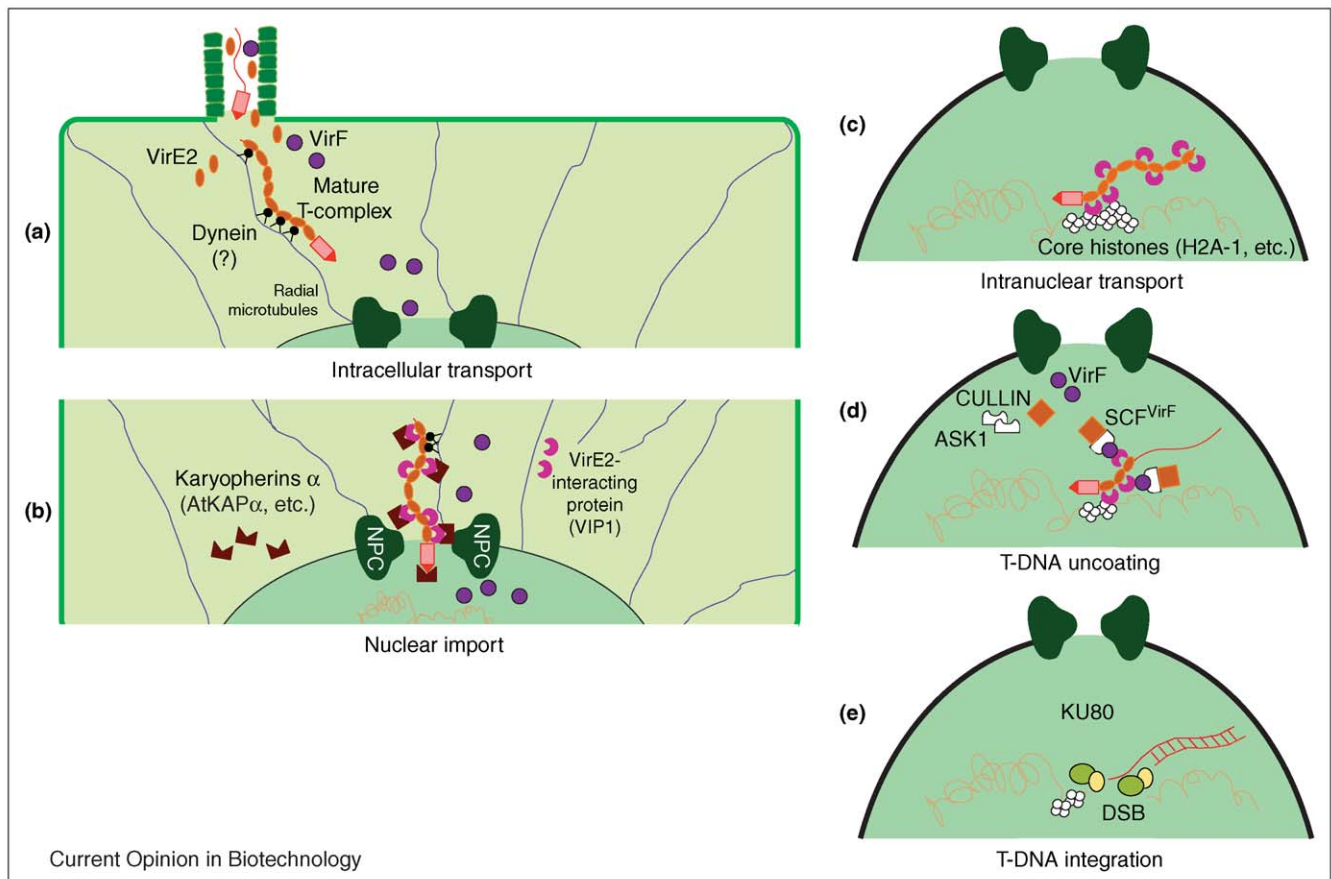 (a)
VirE2
VirF
Mature
T-complex
Dynein
(?)
Radial
microtubules
Intracellular transport
(b)
Karyopherins α
(AtKAPα, etc.)
NPC
NPC
VirE2-
interacting
protein
(VIP1)
Nuclear import
(c)
Core histones (H2A-1, etc.)
Intranuclear transport
(d)
VirF
CULLIN
SCFVirF
ASK1
T-DNA uncoating
(e)
KU80
DSB
T-DNA integration
Current Opinion in Biotechnology